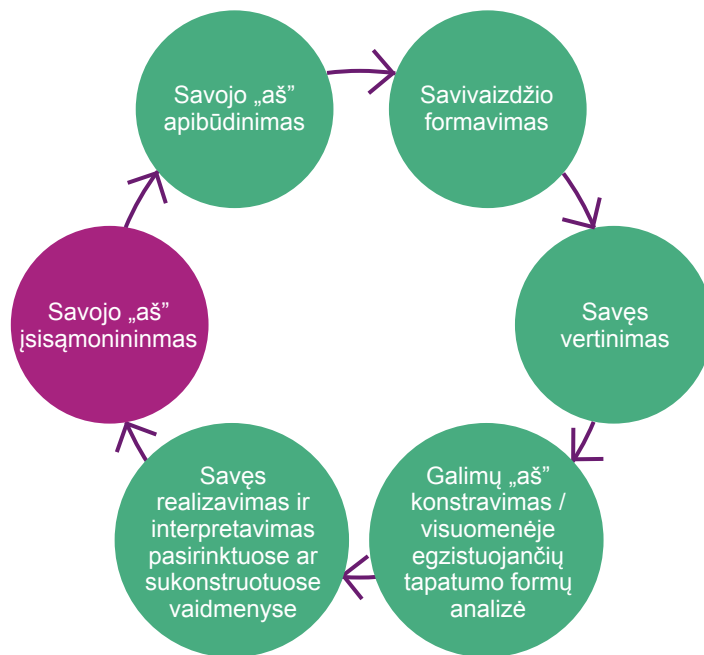 Savojo „aš”
apibūdinimas
Savivaizdžio
formavimas
Savęs
vertinimas
Galimų „aš”
konstravimas /
visuomenėje
egzistuojančių
tapatumo formų
analizė
Savęs
realizavimas ir
interpretavimas
pasirinktuose ar
sukonstruotuose
vaidmenyse
Savojo „aš”
įsisąmonininmas